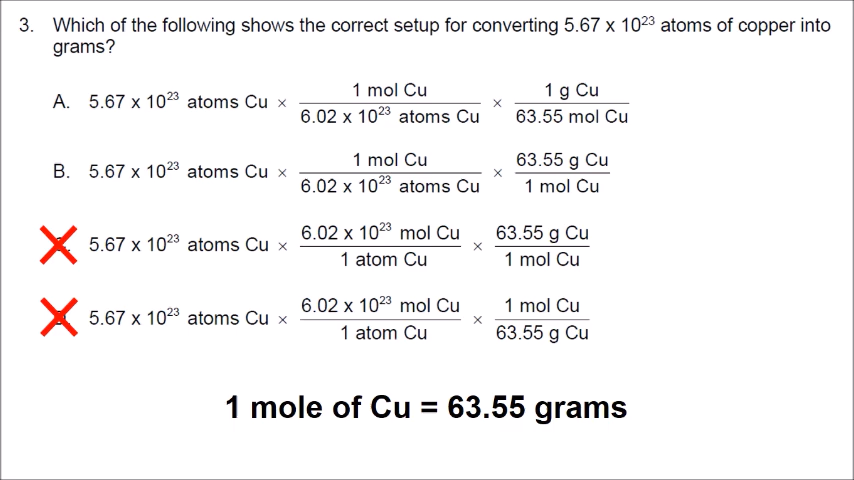 3. Which of the following shows the correct setup for converting 5.67 x 10²³ atoms of copper into
grams?
A. 5.67 x 10²³ atoms Cu × 1 mol Cu / 6.02 x 10²³ atoms Cu × 1 g Cu / 63.55 mol Cu
B. 5.67 x 10²³ atoms Cu × 1 mol Cu / 6.02 x 10²³ atoms Cu × 63.55 g Cu / 1 mol Cu
5.67 x 10²³ atoms Cu × 6.02 x 10²³ mol Cu / 1 atom Cu × 63.55 g Cu / 1 mol Cu
5.67 x 10²³ atoms Cu × 6.02 x 10²³ mol Cu / 1 atom Cu × 1 mol Cu / 63.55 g Cu
1 mole of Cu = 63.55 grams